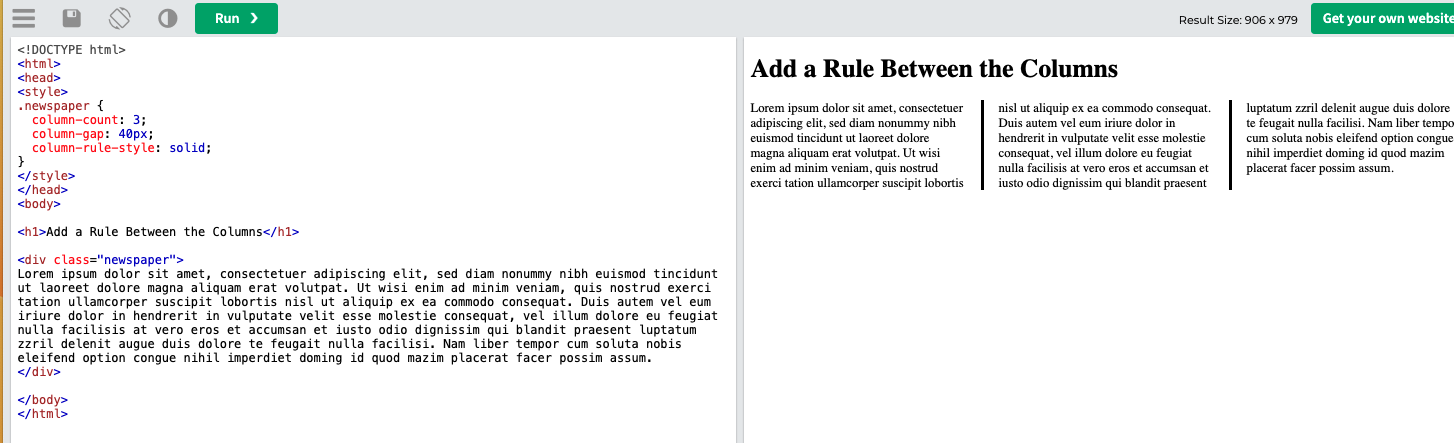 Run ❯
Result Size: 906 x 979
Get your own website
<!DOCTYPE html>
<html>
<head>
<style>
.newspaper {
  column-count: 3;
  column-gap: 40px;
  column-rule-style: solid;
}
</style>
</head>
<body>

<h1>Add a Rule Between the Columns</h1>

<div class="newspaper">
Lorem ipsum dolor sit amet, consectetuer adipiscing elit, sed diam nonummy nibh euismod tincidunt
ut laoreet dolore magna aliquam erat volutpat. Ut wisi enim ad minim veniam, quis nostrud exerci
tation ullamcorper suscipit lobortis nisl ut aliquip ex ea commodo consequat. Duis autem vel eum
iriure dolor in hendrerit in vulputate velit esse molestie consequat, vel illum dolore eu feugiat
nulla facilisis at vero eros et accumsan et iusto odio dignissim qui blandit praesent luptatum
zzril delenit augue duis dolore te feugait nulla facilisi. Nam liber tempor cum soluta nobis
eleifend option congue nihil imperdiet doming id quod mazim placerat facer possim assum.
</div>

</body>
</html>
Add a Rule Between the Columns
Lorem ipsum dolor sit amet, consectetuer
adipiscing elit, sed diam nonummy nibh
euismod tincidunt ut laoreet dolore
magna aliquam erat volutpat. Ut wisi
enim ad minim veniam, quis nostrud
exerci tation ullamcorper suscipit lobortis
nisl ut aliquip ex ea commodo consequat.
Duis autem vel eum iriure dolor in
hendrerit in vulputate velit esse molestie
consequat, vel illum dolore eu feugiat
nulla facilisis at vero eros et accumsan et
iusto odio dignissim qui blandit praesent
luptatum zzril delenit augue duis dolore
te feugait nulla facilisi. Nam liber tempo
cum soluta nobis eleifend option congue
nihil imperdiet doming id quod mazim
placerat facer possim assum.